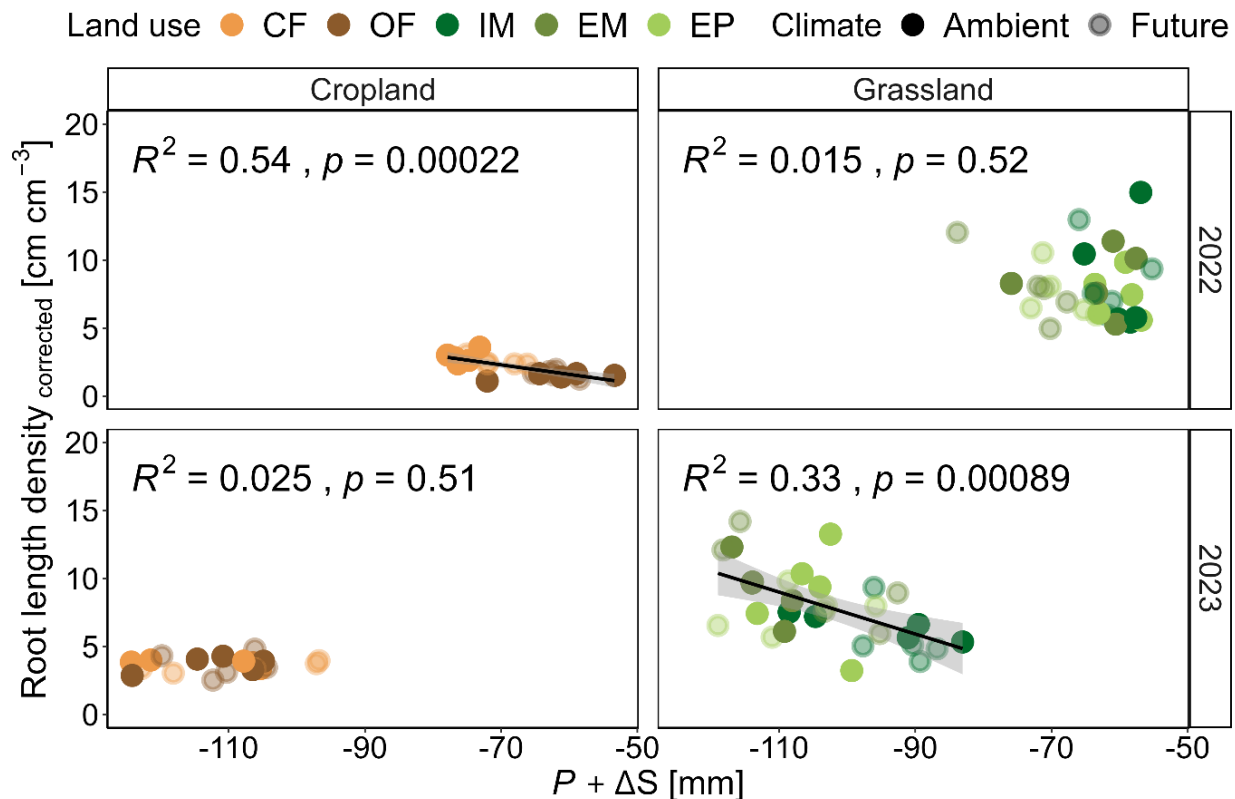 Land use CF OF IM EM EP Climate Ambient Future
Cropland
Grassland
Root length density corrected [cm cm⁻³]
20
15
10
5
0
R² = 0.54 , p = 0.00022
R² = 0.015 , p = 0.52
2022
20
15
10
5
0
R² = 0.025 , p = 0.51
R² = 0.33 , p = 0.00089
2023
-110 -90 -70 -50
-110 -90 -70 -50
P + ΔS [mm]